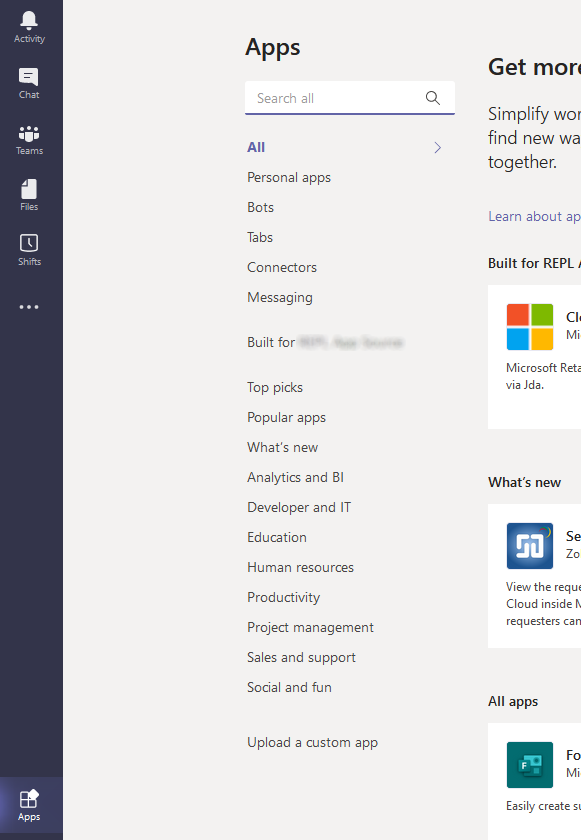 Activity
Chat
Teams
Files
Shifts
Apps
Apps
Search all
All
Personal apps
Bots
Tabs
Connectors
Messaging
Built for
Top picks
Popular apps
What's new
Analytics and BI
Developer and IT
Education
Human resources
Productivity
Project management
Sales and support
Social and fun
Upload a custom app
Get more
Simplify wor
find new wa
together.
Learn about ap
Built for REPL A
Clo
Mi
Microsoft Reta
via Jda.
What's new
Se
Zo
View the reque
Cloud inside M
requesters can
All apps
F
Fo
Mi
Easily create su